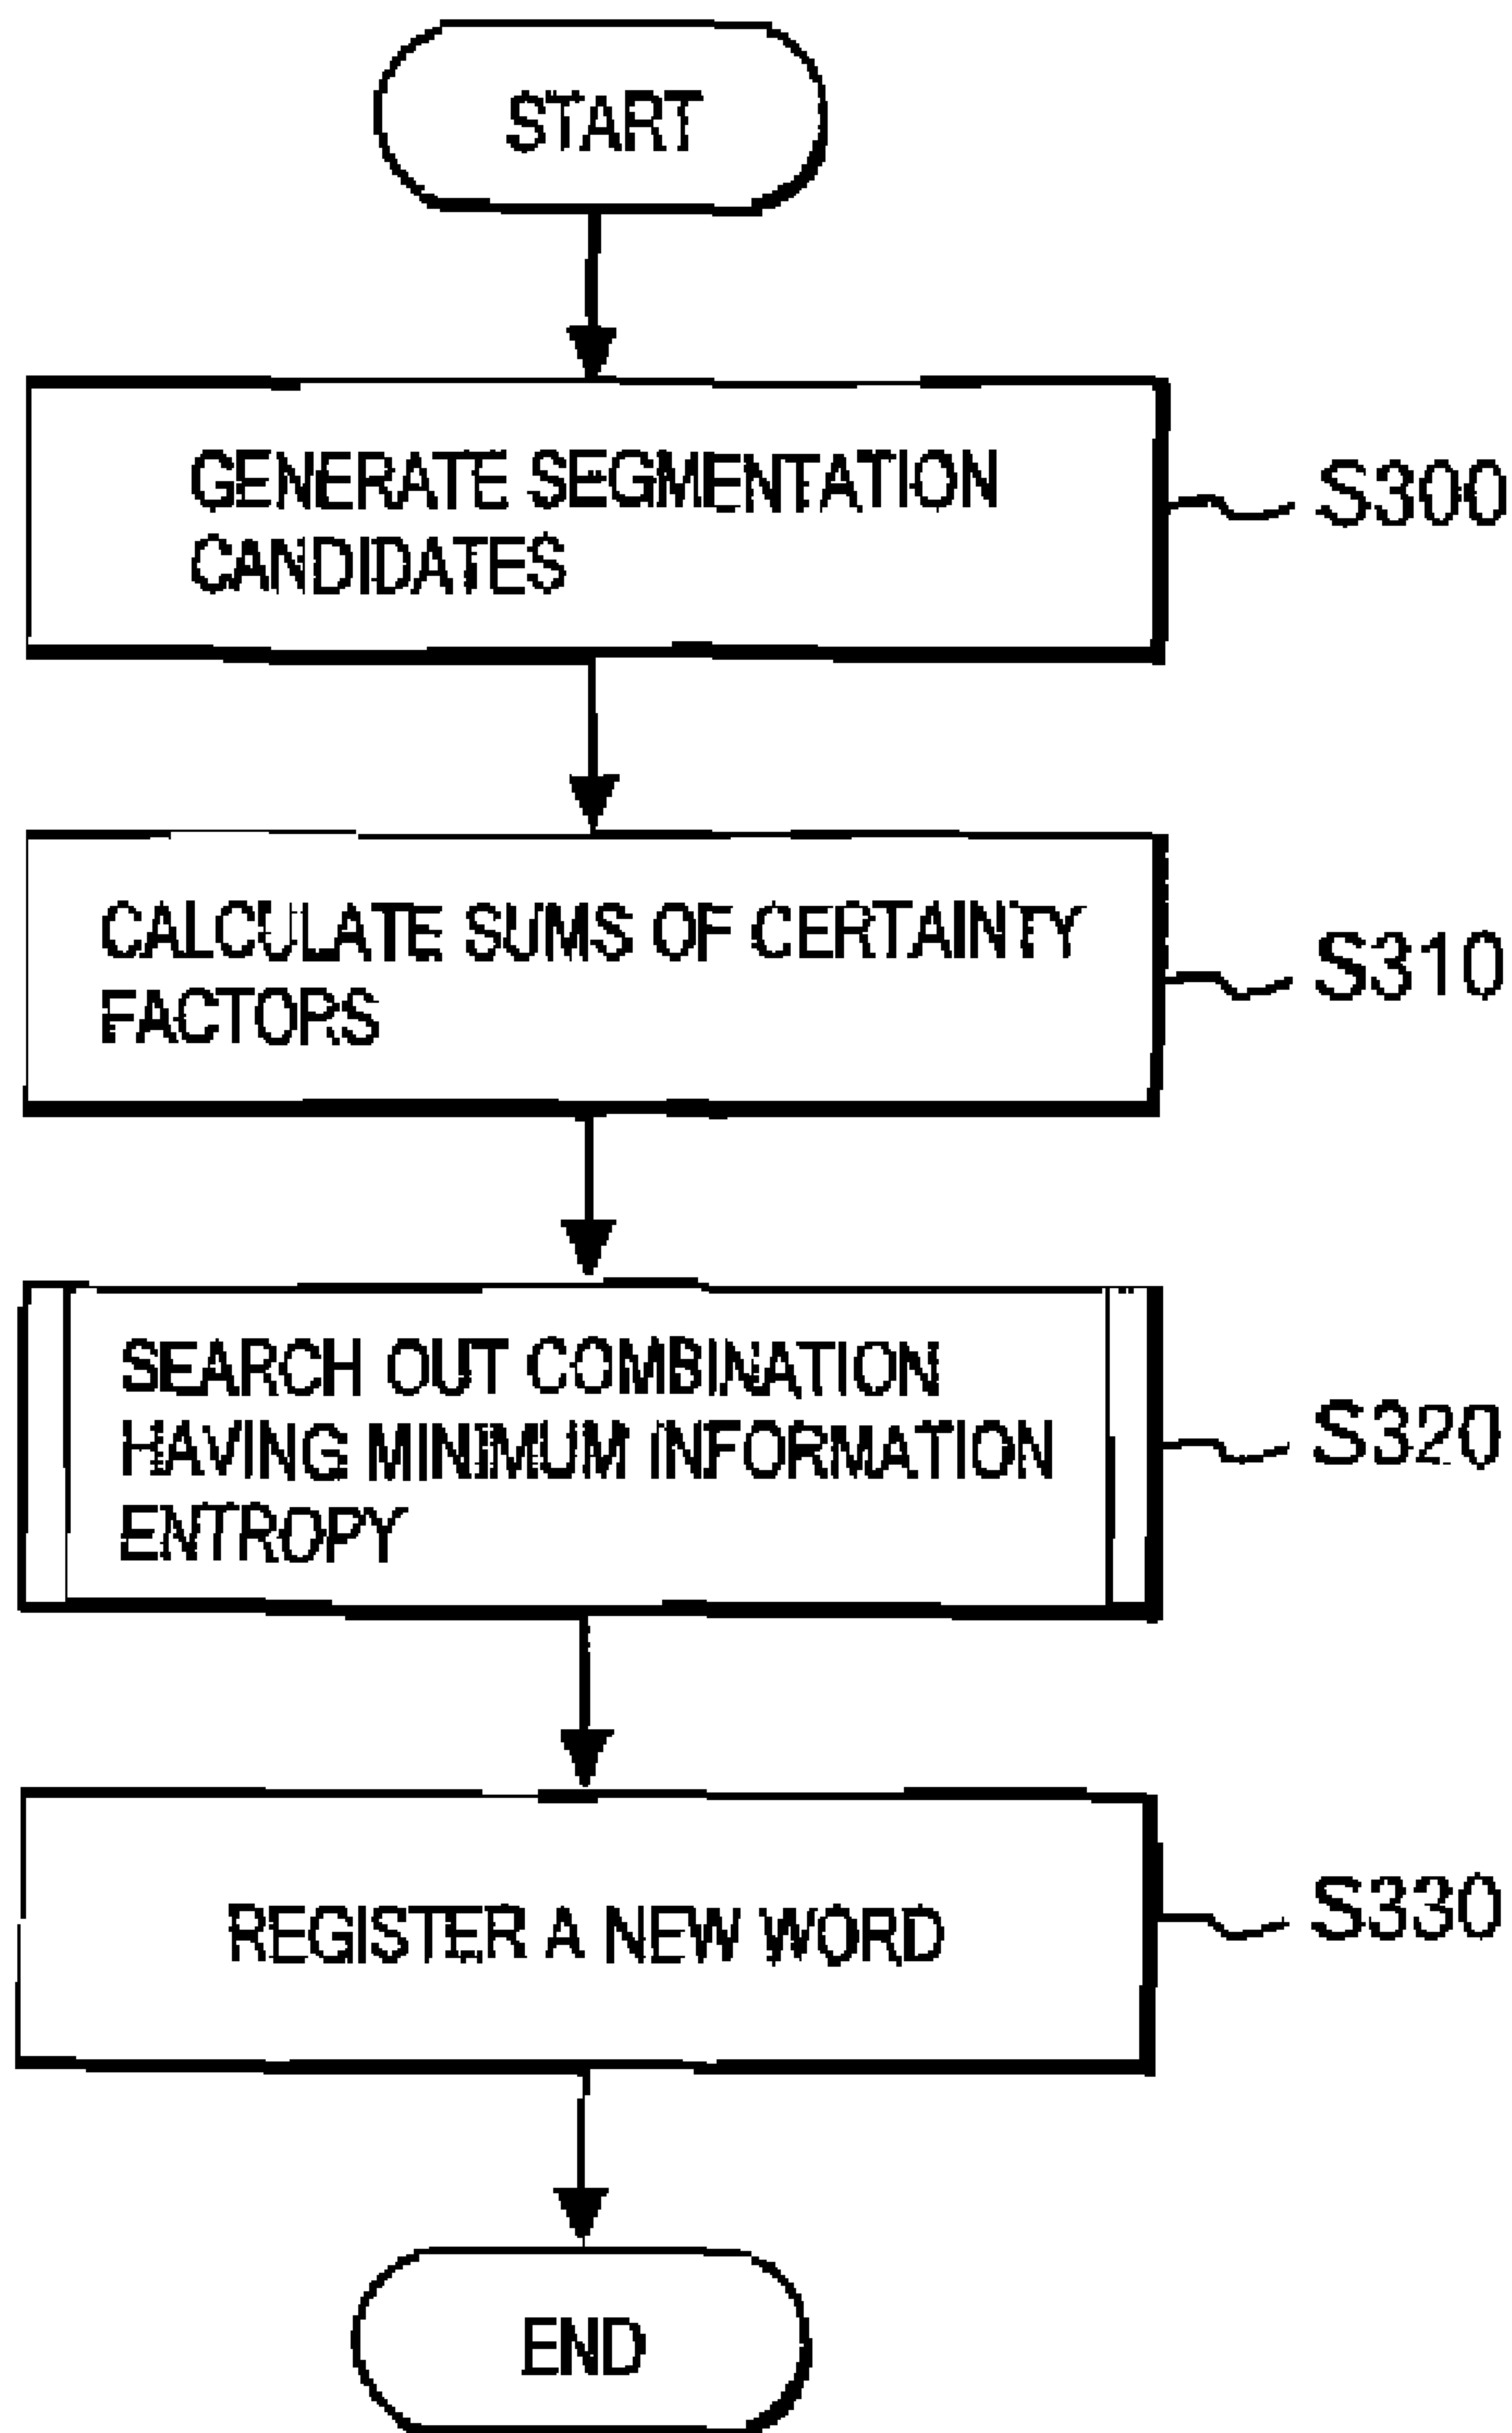 START
GENERATE SEGMENTATION
CANDIDATES
S300
CALCULATE SUMS OF CERTAINTY
FACTORS
S310
SEARCH OUT COMBINATION
HAVING MINIMUM INFORMATION
ENTROPY
S320
REGISTER A NEW WORD
S330
END